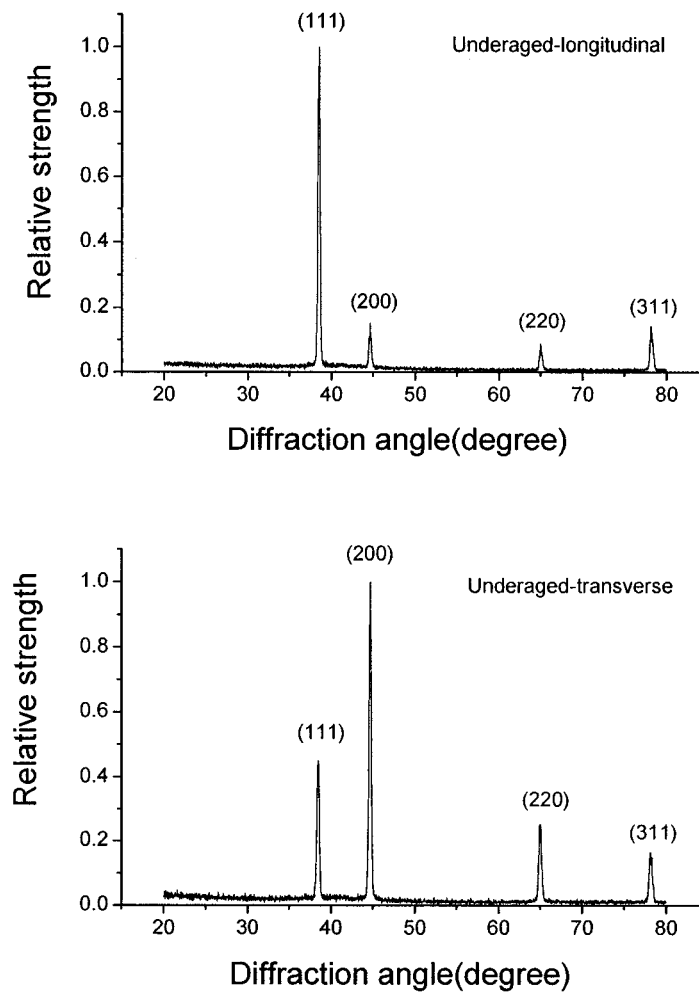 (111)
Underaged-longitudinal
1.0
0.8
0.6
0.4
0.2
0.0
Relative strength
(200)
(220)
(311)
20 30 40 50 60 70 80
Diffraction angle(degree)
(200)
Underaged-transverse
1.0
0.8
0.6
0.4
0.2
0.0
Relative strength
(111)
(220)
(311)
20 30 40 50 60 70 80
Diffraction angle(degree)